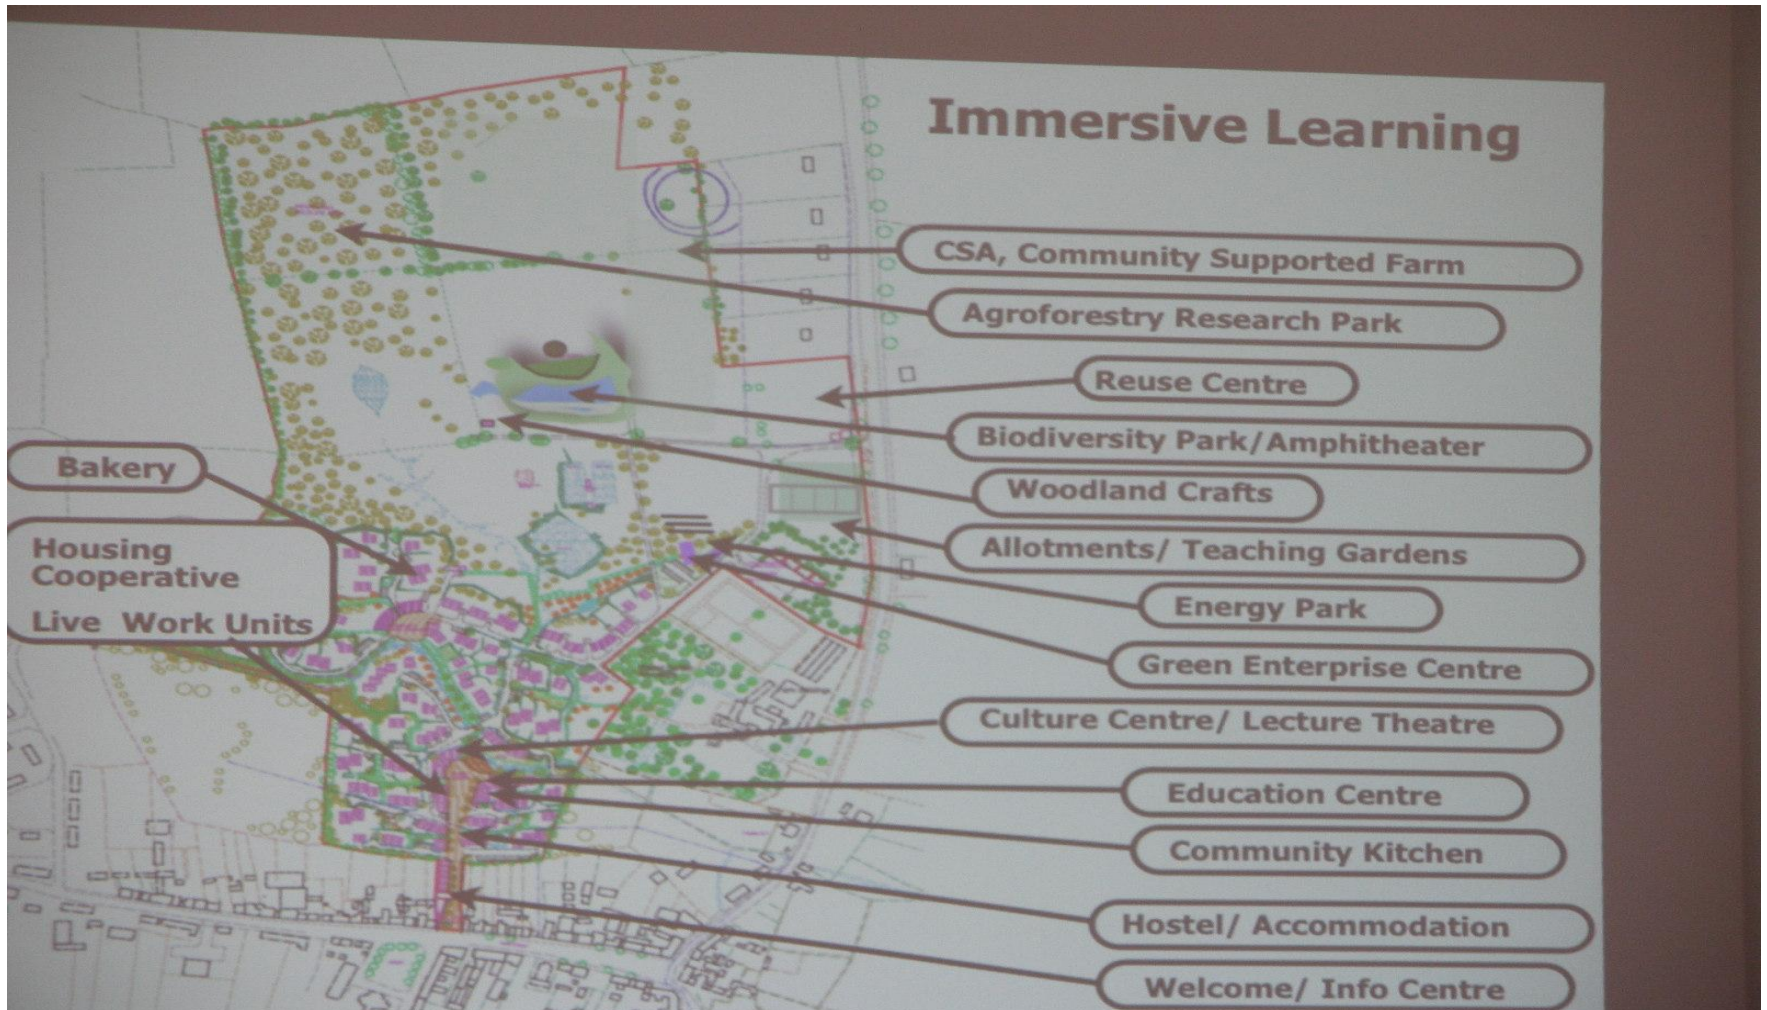 Immersive Learning
CSA, Community Supported Farm
Agroforestry Research Park
Reuse Centre
Biodiversity Park/Amphitheater
Woodland Crafts
Allotments/ Teaching Gardens
Energy Park
Green Enterprise Centre
Culture Centre/ Lecture Theatre
Education Centre
Community Kitchen
Hostel/ Accommodation
Welcome/ Info Centre
Bakery
Housing
Cooperative
Live Work Units